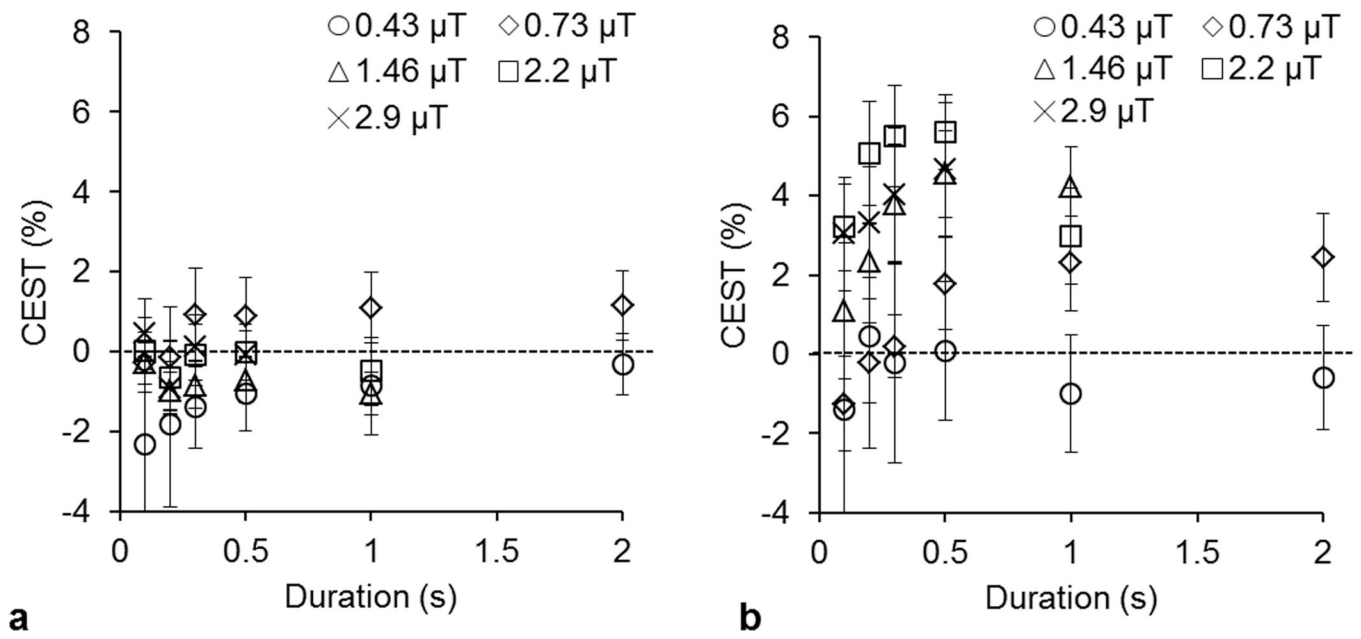 8
6
4
2
0
-2
-4
CEST (%)
0.43 µT 0.73 µT
1.46 µT 2.2 µT
2.9 µT
0 0.5 1 1.5 2
Duration (s)
a
8
6
4
2
0
-2
-4
CEST (%)
0.43 µT 0.73 µT
1.46 µT 2.2 µT
2.9 µT
0 0.5 1 1.5 2
Duration (s)
b